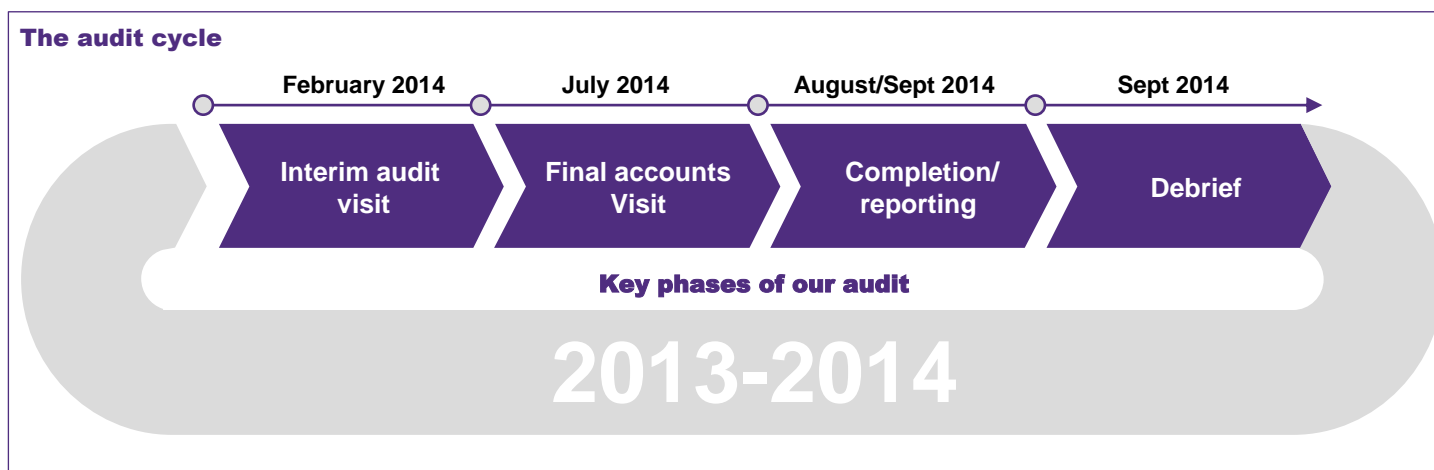 The audit cycle
February 2014
July 2014
August/Sept 2014
Sept 2014
Interim audit
visit
Final accounts
Visit
Completion/
reporting
Debrief
Key phases of our audit
2013-2014